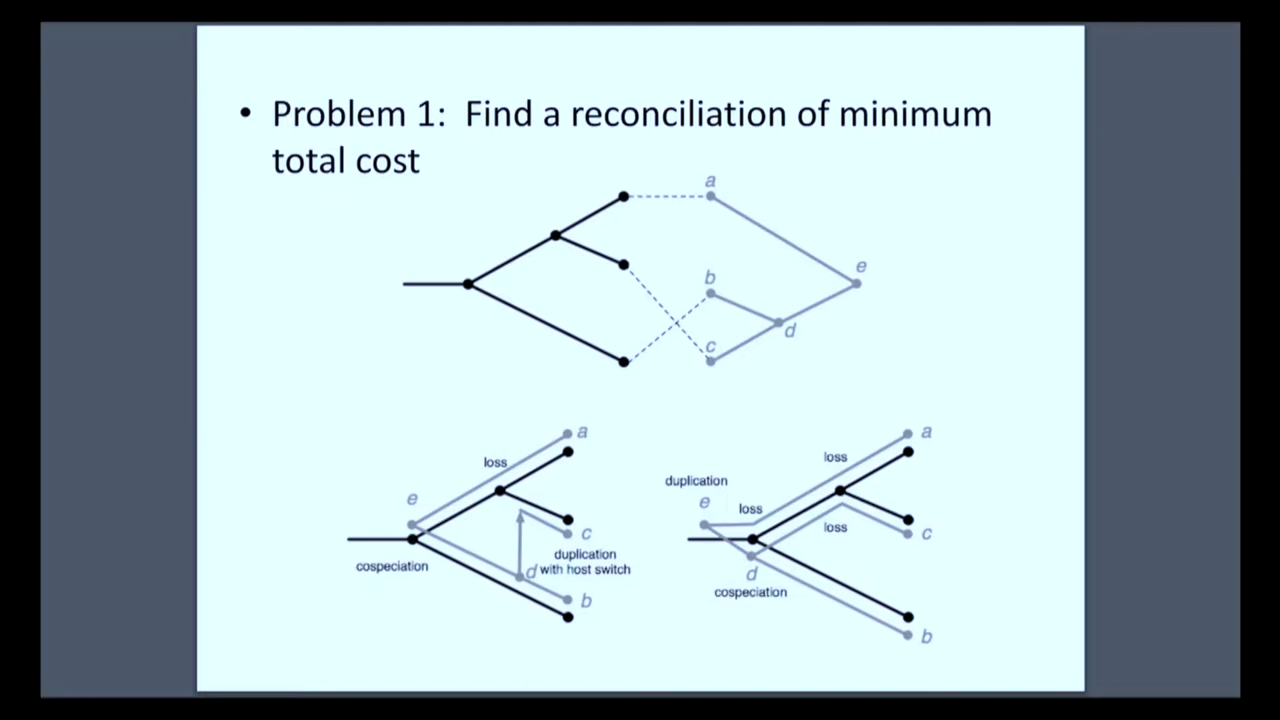 • Problem 1: Find a reconciliation of minimum
total cost
a
e
b
d
c
a
loss
e
c
duplication
d with host switch
cospeciation
b
a
loss
duplication
e
loss
loss
c
d
cospeciation
b